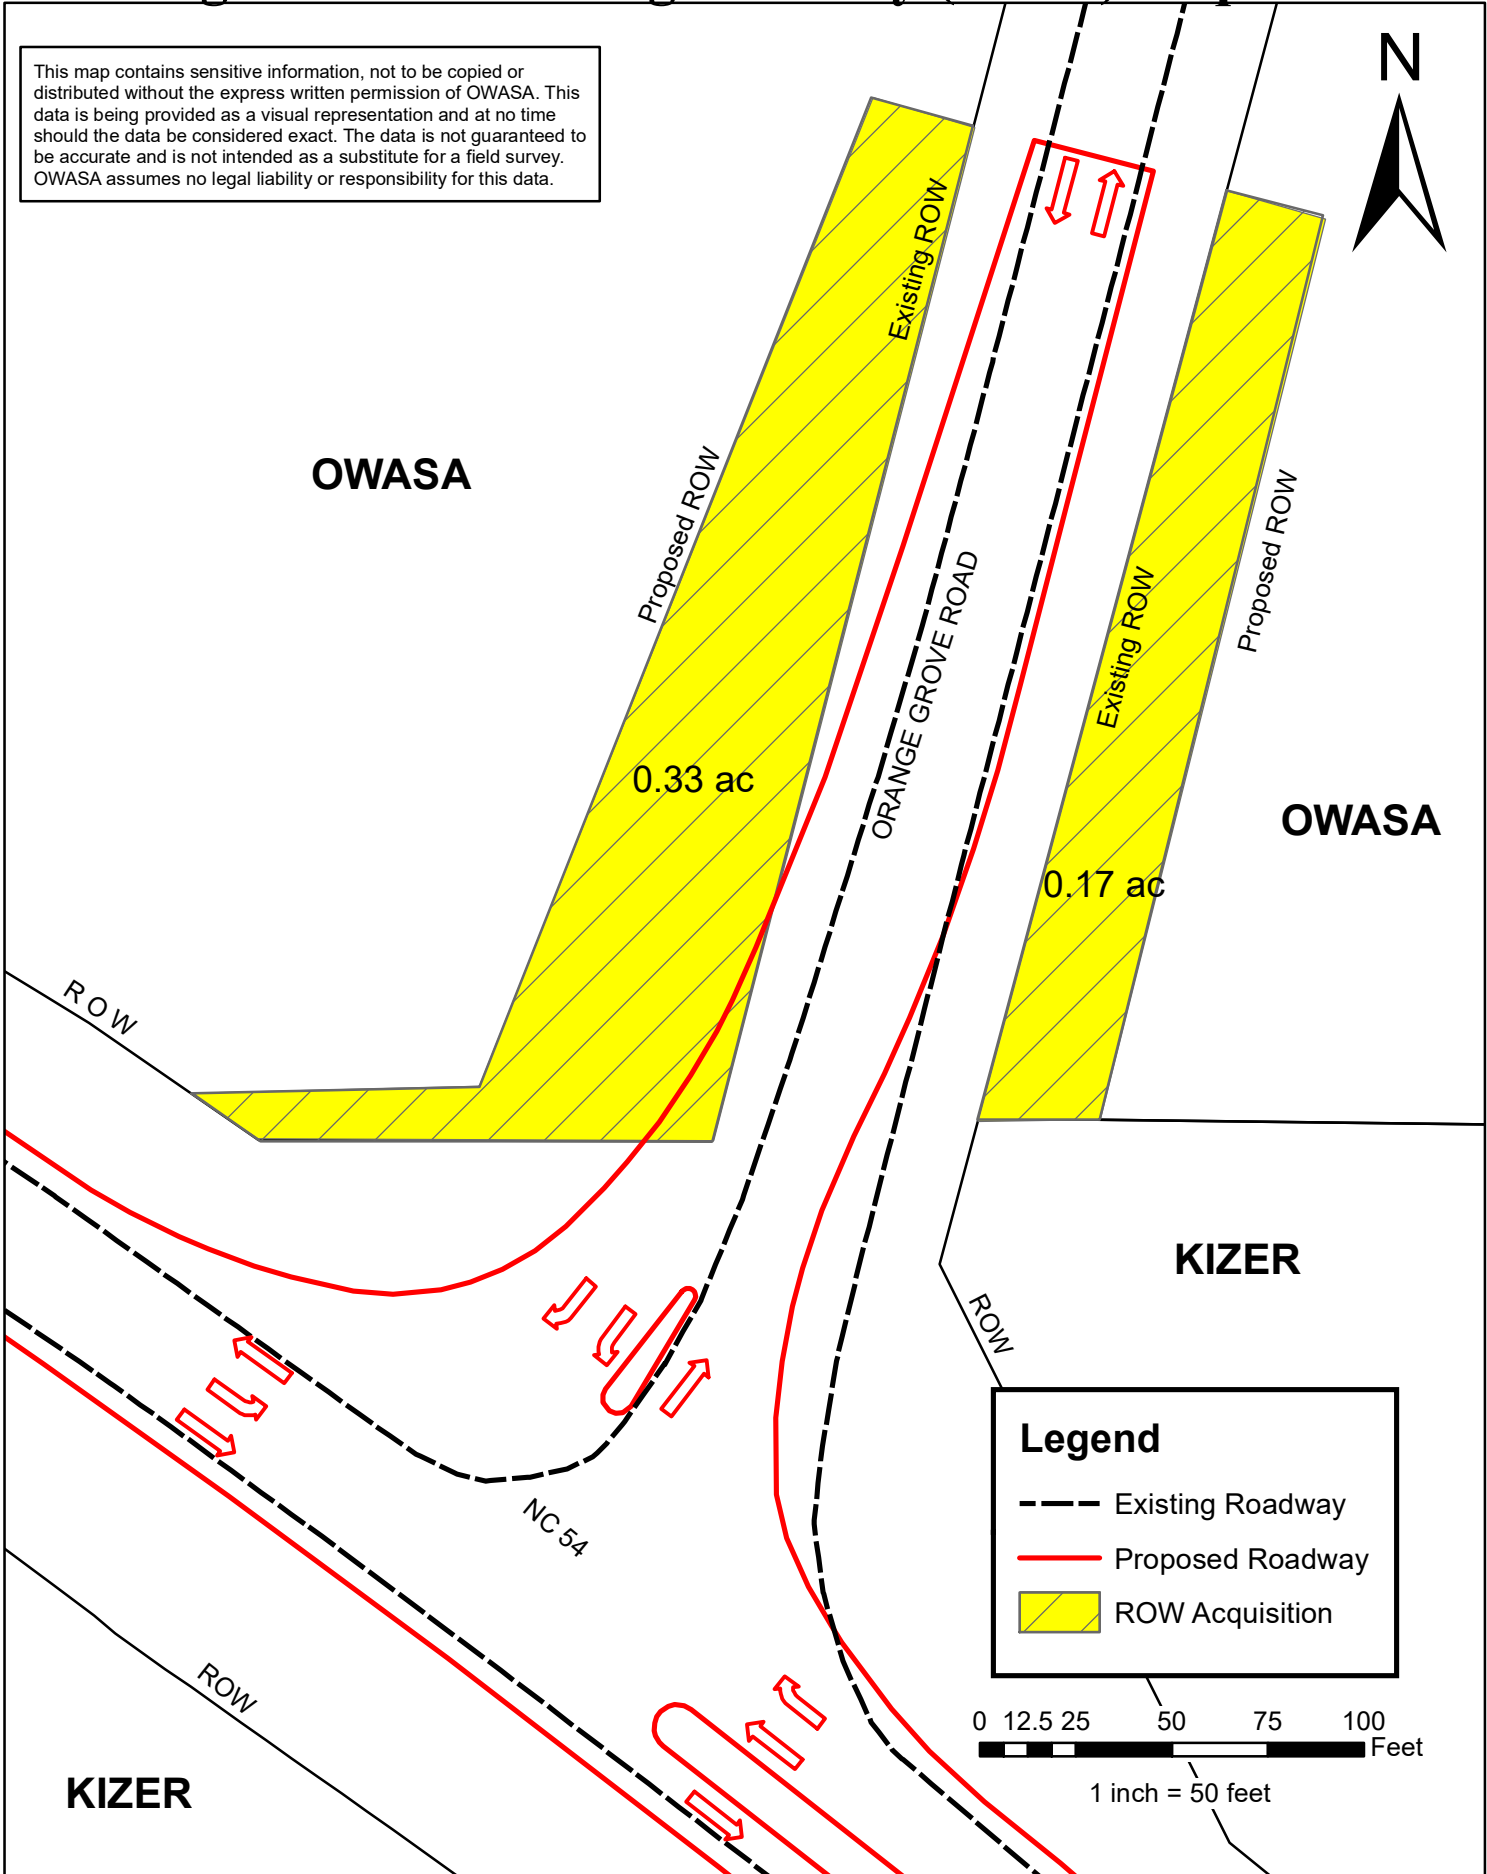 This map contains sensitive information, not to be copied or
distributed without the express written permission of OWASA. This
data is being provided as a visual representation and at no time
should the data be considered exact. The data is not guaranteed to
be accurate and is not intended as a substitute for a field survey.
OWASA assumes no legal liability or responsibility for this data.
N
Existing ROW
OWASA
Proposed ROW
Proposed ROW
ORANGE GROVE ROAD
Existing ROW
0.33 ac
OWASA
0.17 ac
ROW
KIZER
ROW
Legend
Existing Roadway
Proposed Roadway
ROW Acquisition
NC 54
ROW
0 12.5 25 50 75 100
Feet
1 inch = 50 feet
KIZER